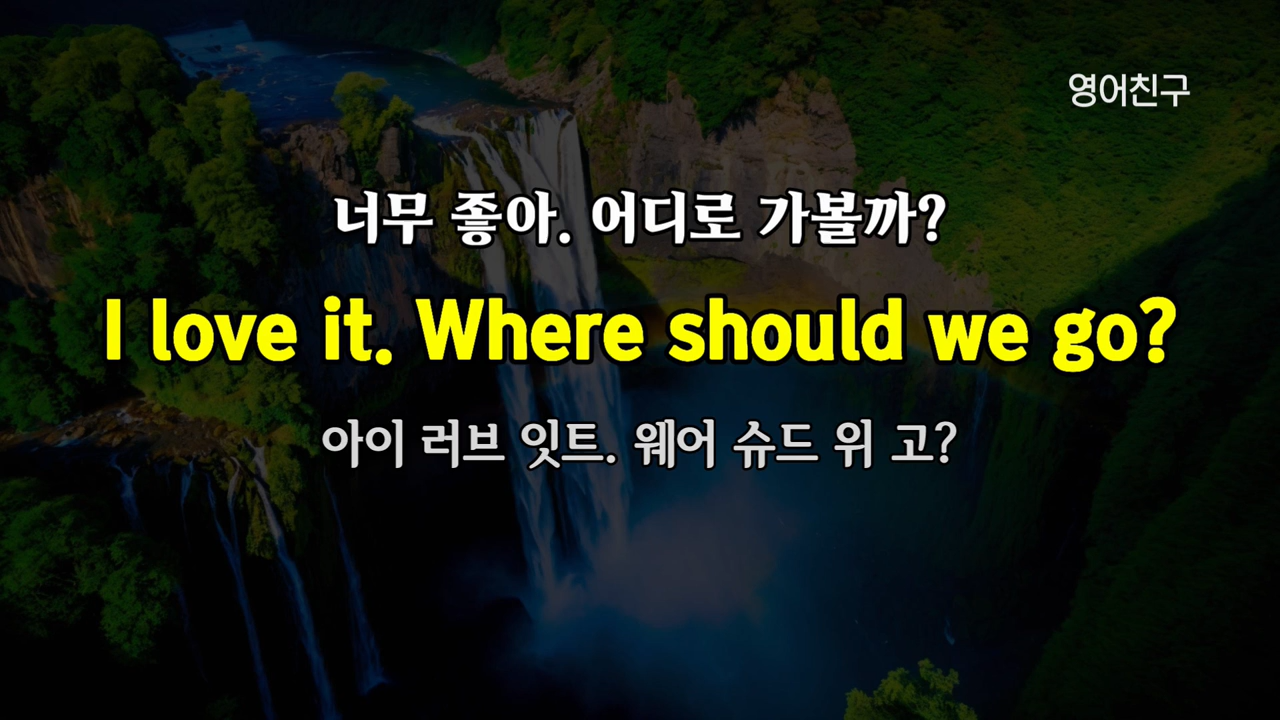 영어친구
너무 좋아. 어디로 가볼까?
I love it. Where should we go?
아이 러브 잇트. 웨어 슈드 위 고?